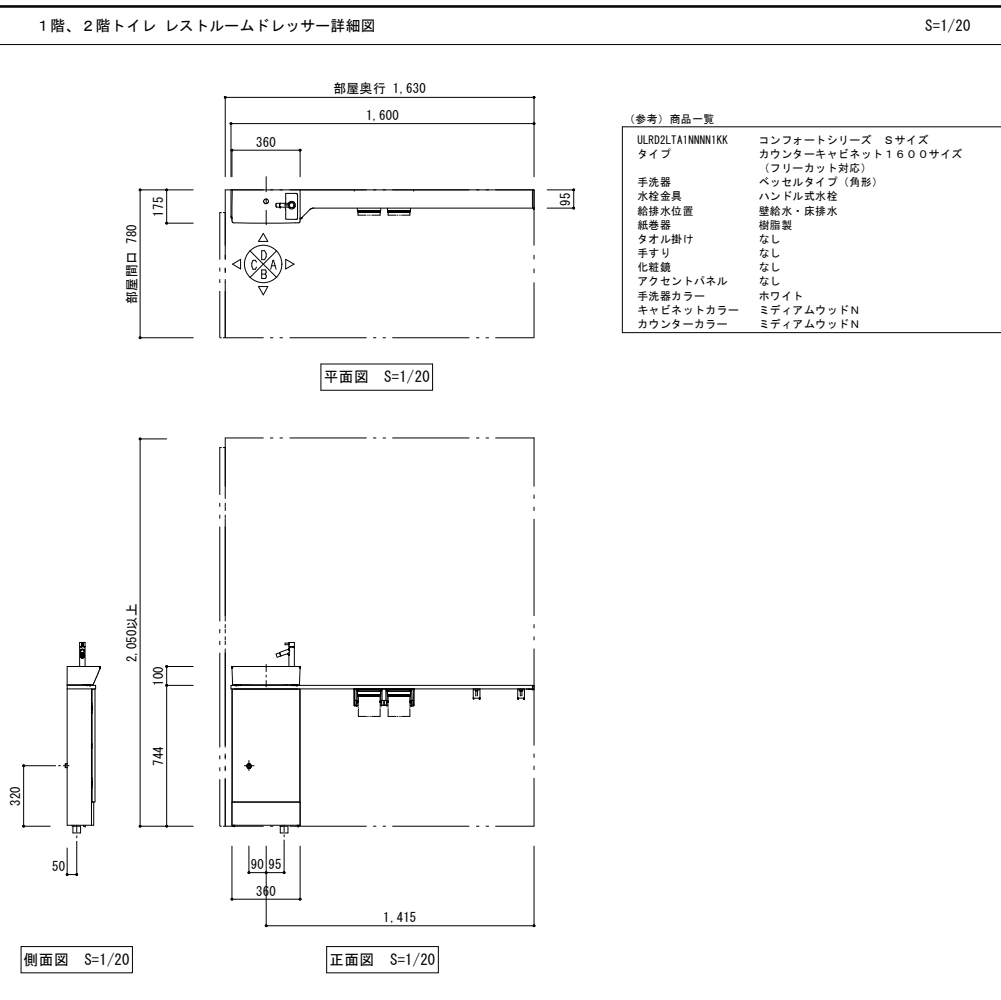 1階、2階トイレ レストルームドレッサー詳細図
S=1/20
部屋奥行 1,630
1,600
360
175
95
部屋間口 780
D
C A
B
平面図 S=1/20
(参考)商品一覧
ULRD2LTA1NNNN1KK コンフォートシリーズ Sサイズ
タイプ カウンターキャビネット1600サイズ
(フリーカット対応)
手洗器 ベッセルタイプ(角形)
水栓金具 ハンドル式水栓
給排水位置 壁給水・床排水
紙巻器 樹脂製
タオル掛け なし
手すり なし
化粧鏡 なし
アクセントパネル なし
手洗器カラー ホワイト
キャビネットカラー ミディアムウッドN
カウンターカラー ミディアムウッドN
2,050以上
100
744
320
50
90 95
360
1,415
側面図 S=1/20
正面図 S=1/20